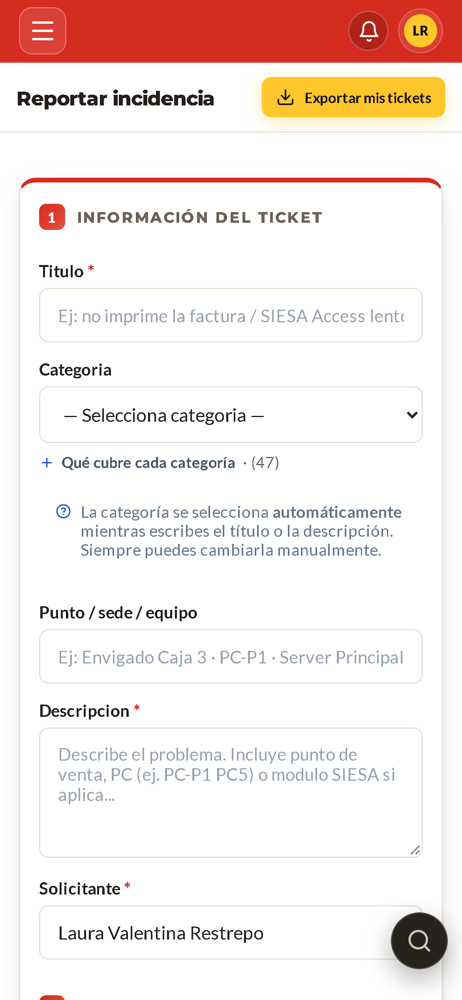 LR
Reportar incidencia
Exportar mis tickets
1 INFORMACIÓN DEL TICKET
Titulo *
Ej: no imprime la factura / SIESA Access lento
Categoria
— Selecciona categoria —
+ Qué cubre cada categoría · (47)
La categoría se selecciona automáticamente
mientras escribes el título o la descripción.
Siempre puedes cambiarla manualmente.
Punto / sede / equipo
Ej: Envigado Caja 3 · PC-P1 · Server Principal
Descripcion *
Describe el problema. Incluye punto de
venta, PC (ej. PC-P1 PC5) o modulo SIESA si
aplica...
Solicitante *
Laura Valentina Restrepo